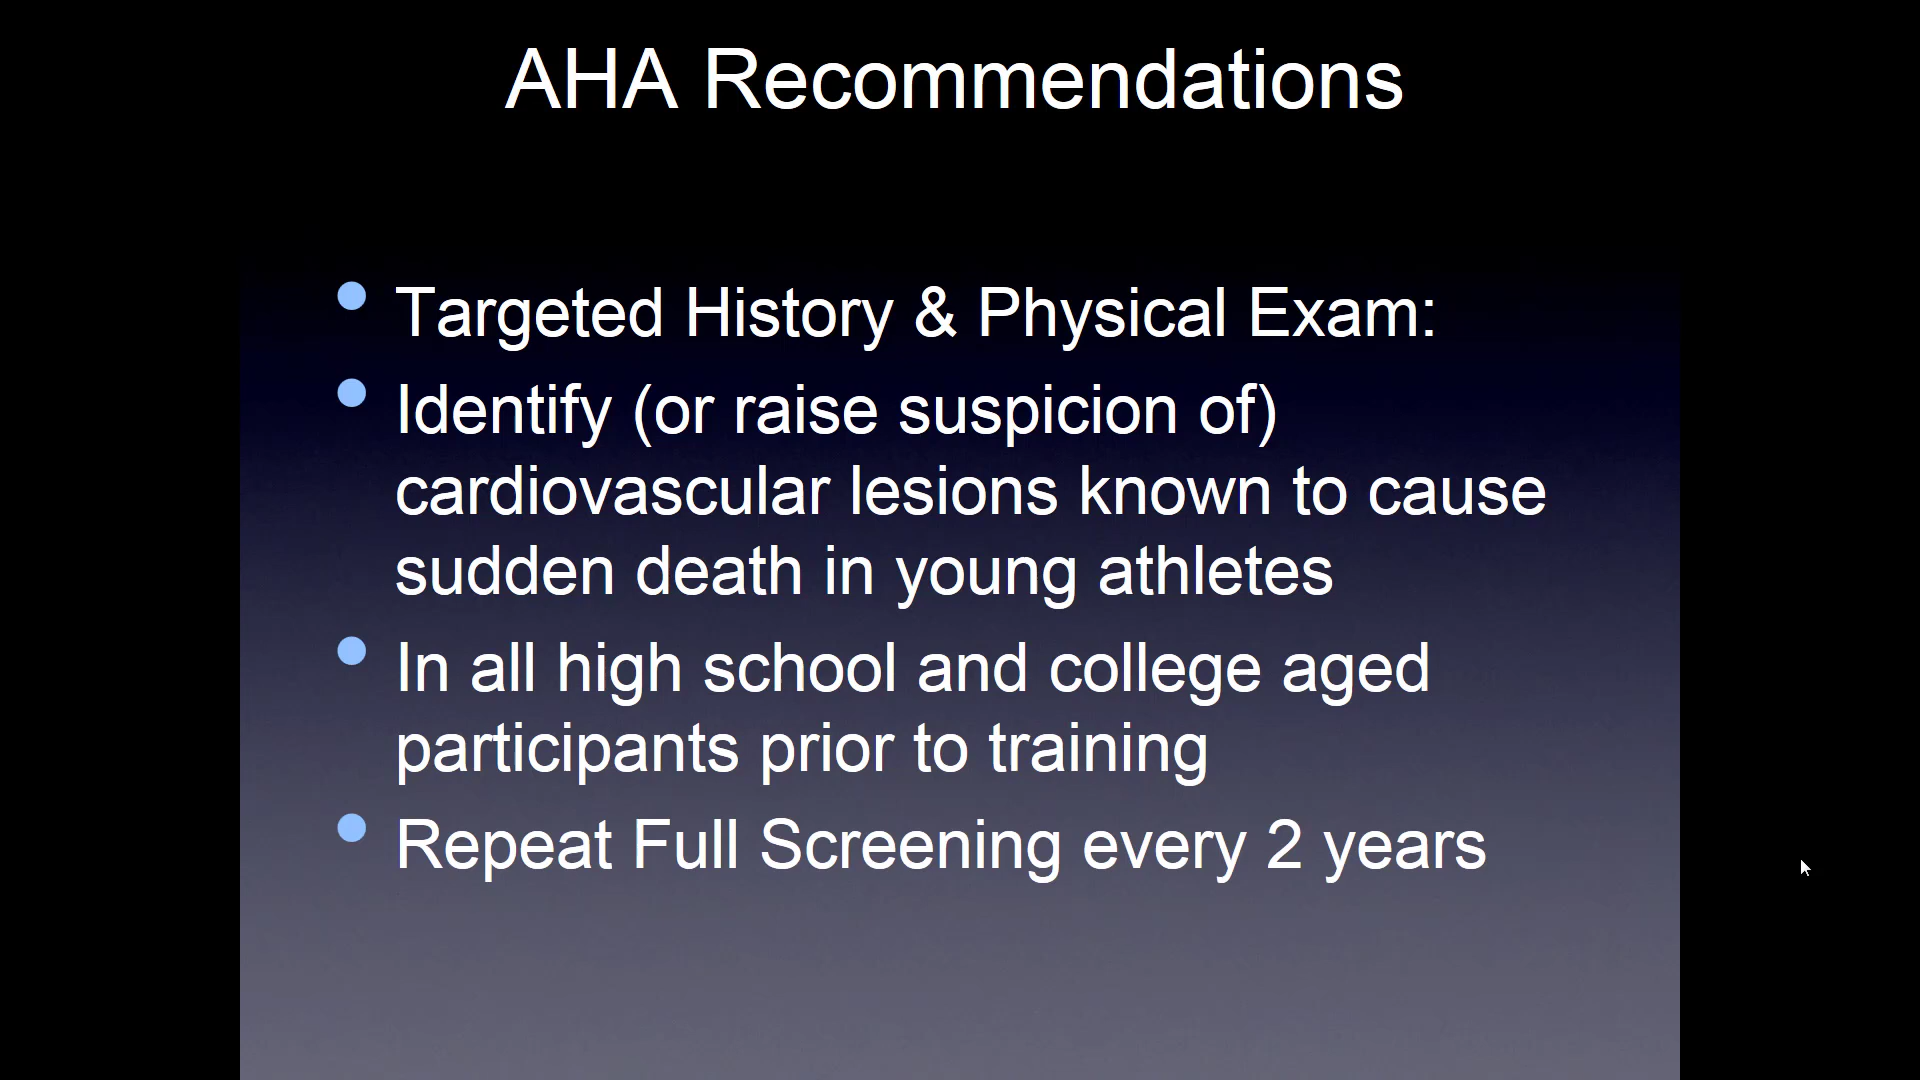 AHA Recommendations
Targeted History & Physical Exam:
Identify (or raise suspicion of)
cardiovascular lesions known to cause
sudden death in young athletes
In all high school and college aged
participants prior to training
Repeat Full Screening every 2 years